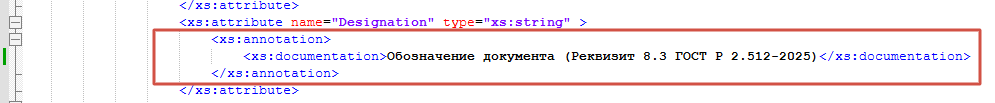 </xs:attribute>
<xs:attribute name="Designation" type="xs:string" >
<xs:annotation>
<xs:documentation>Обозначение документа (Реквизит 8.3 ГОСТ Р 2.512-2025)</xs:documentation>
</xs:annotation>
</xs:attribute>